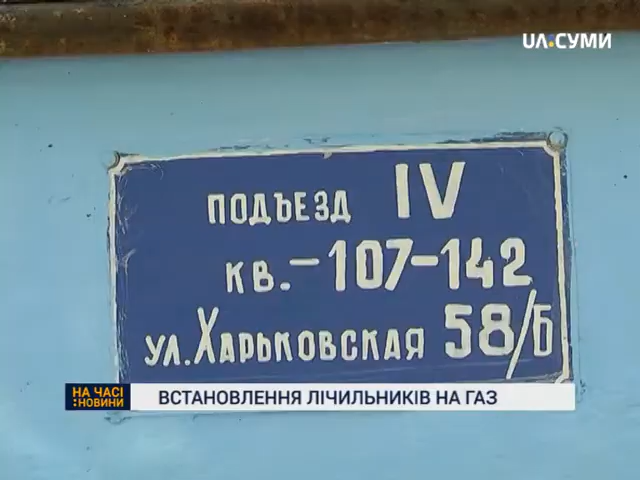 UA:СУМИ
ПОДЪЕЗД IV
КВ.-107-142
УЛ.ХАРЬКОВСКАЯ 58/Б
НА ЧАСІ
:НОВИНИ
ВСТАНОВЛЕННЯ ЛІЧИЛЬНИКІВ НА ГАЗ